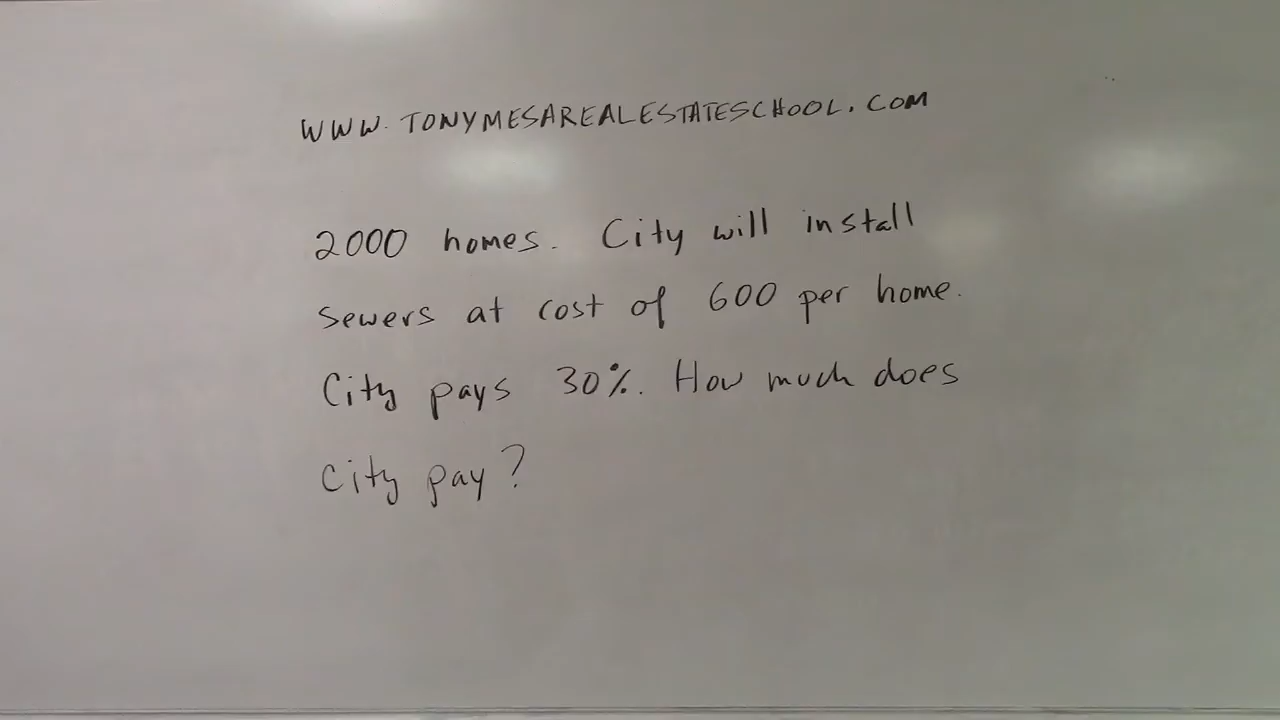 WWW.TONYMESAREALESTATESCHOOL.COM
2000 homes. City will install
sewers at cost of 600 per home.
City pays 30%. How much does
city pay?